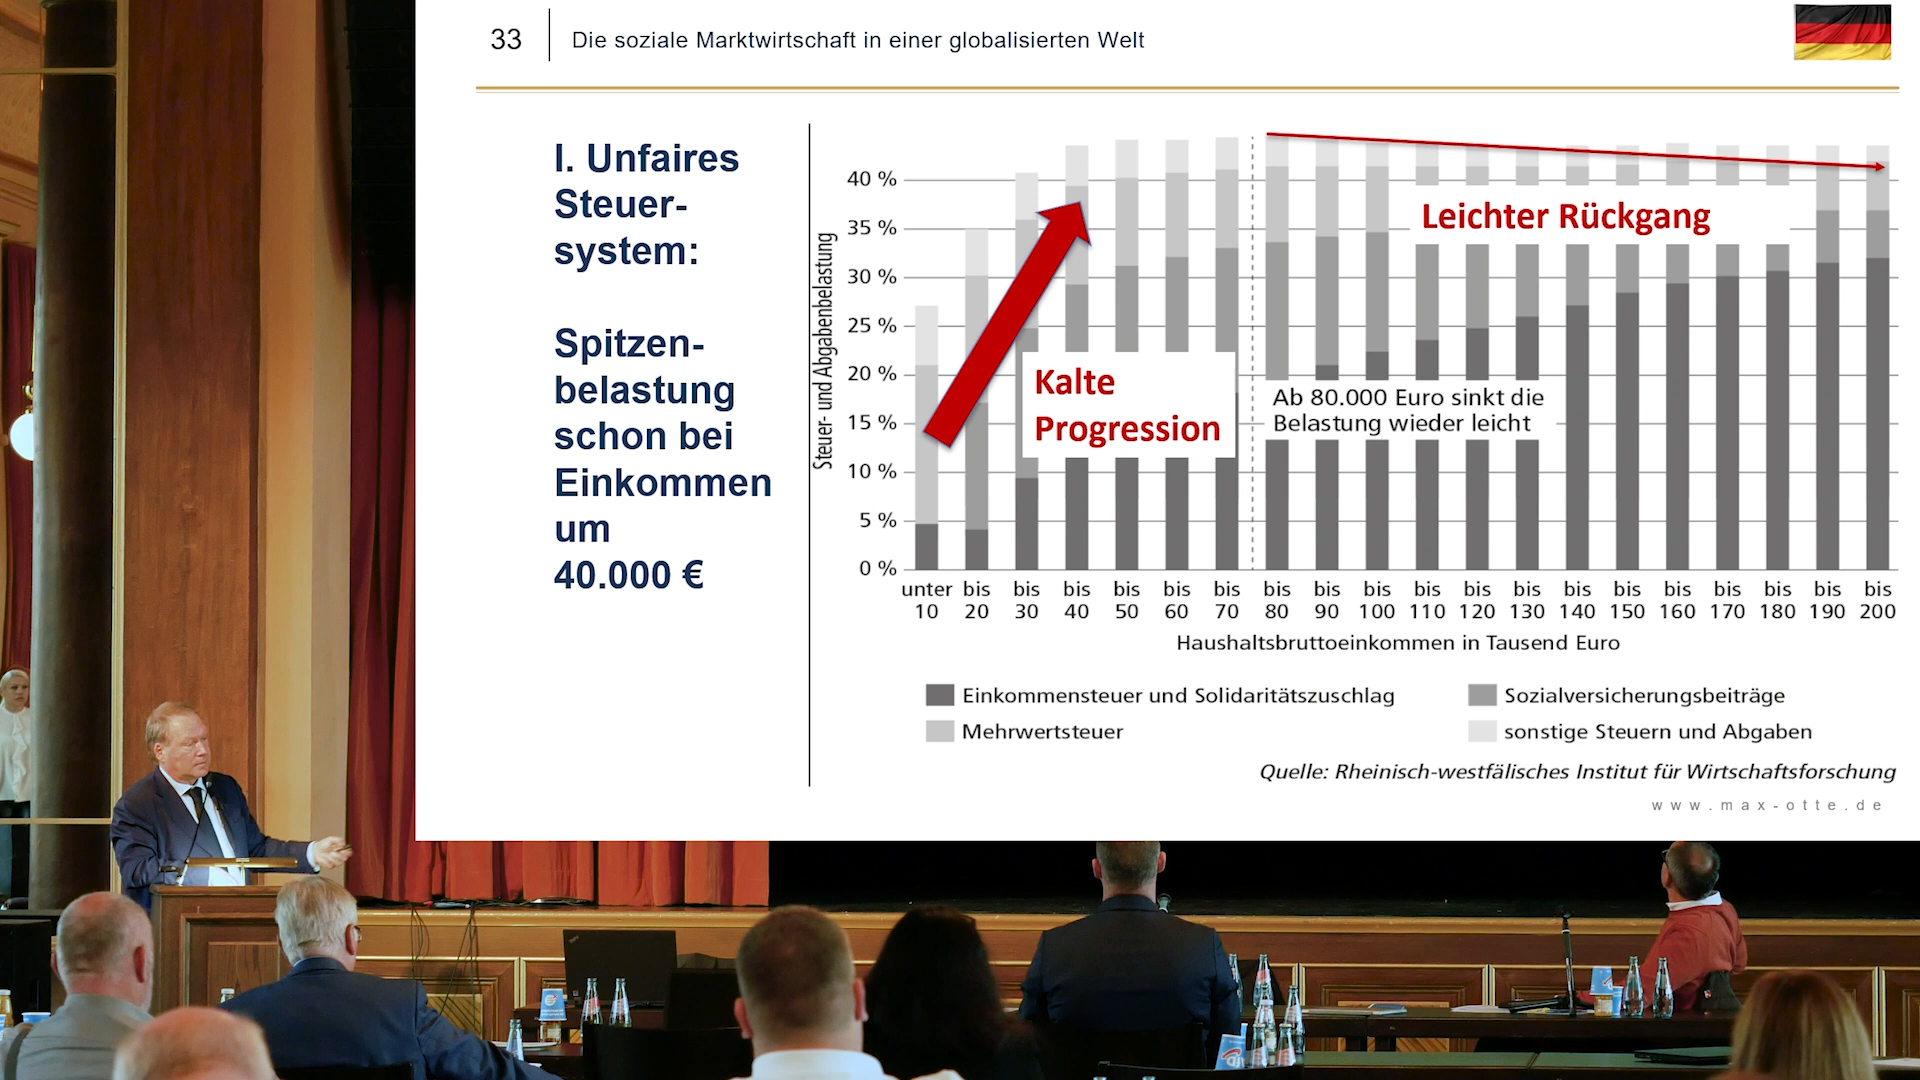 33
Die soziale Marktwirtschaft in einer globalisierten Welt
I. Unfaires
Steuer-
system:
Spitzen-
belastung
schon bei
Einkommen
um
40.000 €
Steuer- und Abgabenbelastung
40 %
35 %
30 %
25 %
20 %
15 %
10 %
5 %
0 %
Kalte
Progression
Leichter Rückgang
Ab 80.000 Euro sinkt die
Belastung wieder leicht
unter bis bis bis bis bis bis bis bis bis bis bis bis bis bis bis bis bis bis bis
10 20 30 40 50 60 70 80 90 100 110 120 130 140 150 160 170 180 190 200
Haushaltsbruttoeinkommen in Tausend Euro
Einkommensteuer und Solidaritätszuschlag
Sozialversicherungsbeiträge
Mehrwertsteuer
sonstige Steuern und Abgaben
Quelle: Rheinisch-westfälisches Institut für Wirtschaftsforschung
www.max-otte.de